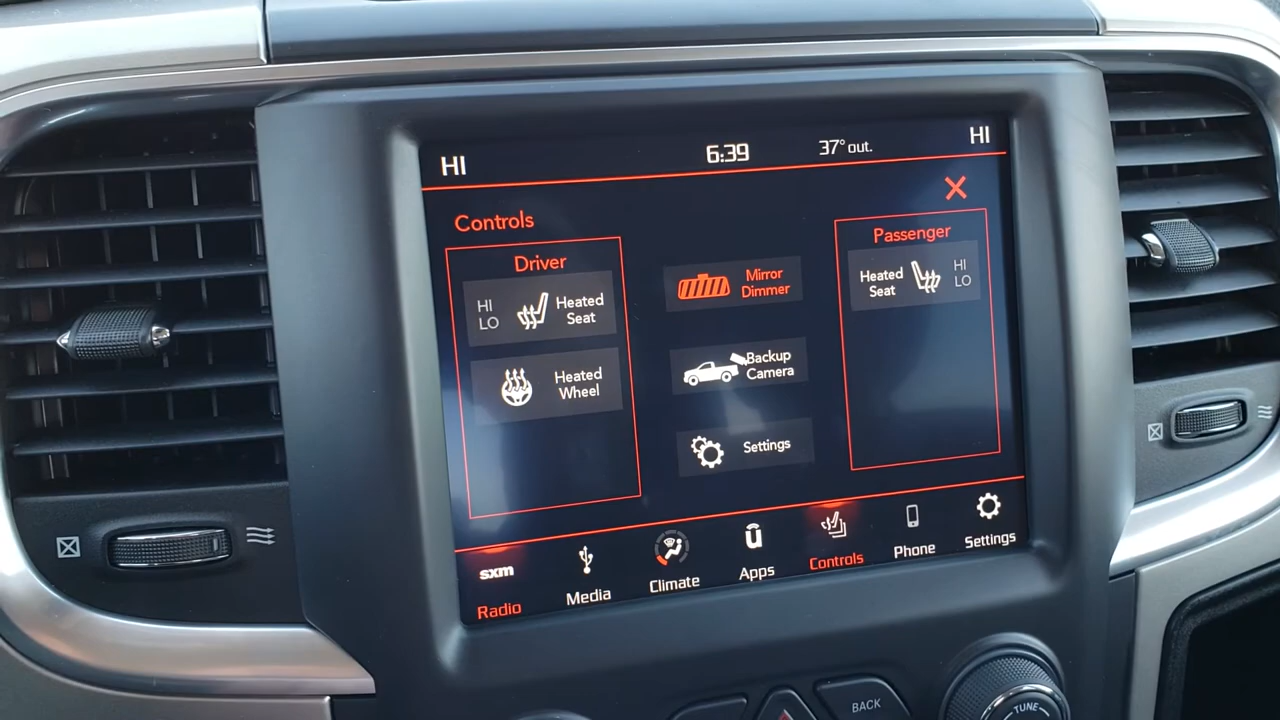 HI
6:39
37° out.
HI
Controls
Driver
HI
LO
Heated
Seat
Heated
Wheel
Mirror
Dimmer
Backup
Camera
Settings
Passenger
Heated
Seat
HI
LO
sxm
Radio
Media
Climate
Apps
Controls
Phone
Settings
BACK
TUNE